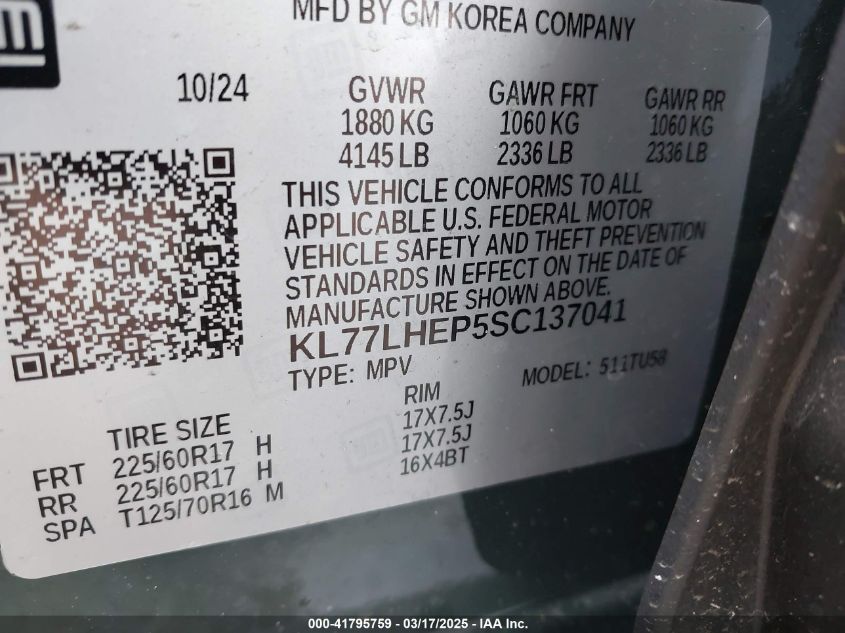 gm
MFD BY GM KOREA COMPANY
10/24 GVWR GAWR FRT GAWR RR
1880 KG 1060 KG 1060 KG
4145 LB 2336 LB 2336 LB
THIS VEHICLE CONFORMS TO ALL
APPLICABLE U.S. FEDERAL MOTOR
VEHICLE SAFETY AND THEFT PREVENTION
STANDARDS IN EFFECT ON THE DATE OF
MANUFACTURE SHOWN ABOVE.
KL77LHEP5SC137041
TYPE: MPV MODEL: 511TU58
TIRE SIZE RIM
FRT 225/60R17 H 17X7.5J
RR 225/60R17 H 17X7.5J
SPA T125/70R16 M 16X4BT
000-41795759 - 03/17/2025 - IAA Inc.